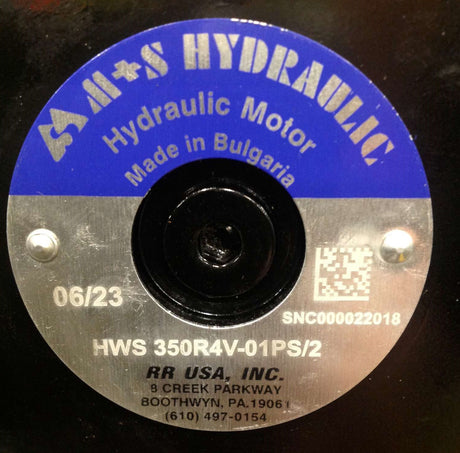 M+S HYDRAULIC
Hydraulic Motor
Made in Bulgaria
06/23
SNC000022018
HWS 350R4V-01PS/2
RR USA, INC.
8 CREEK PARKWAY
BOOTHWYN, PA.19061
(610) 497-0154